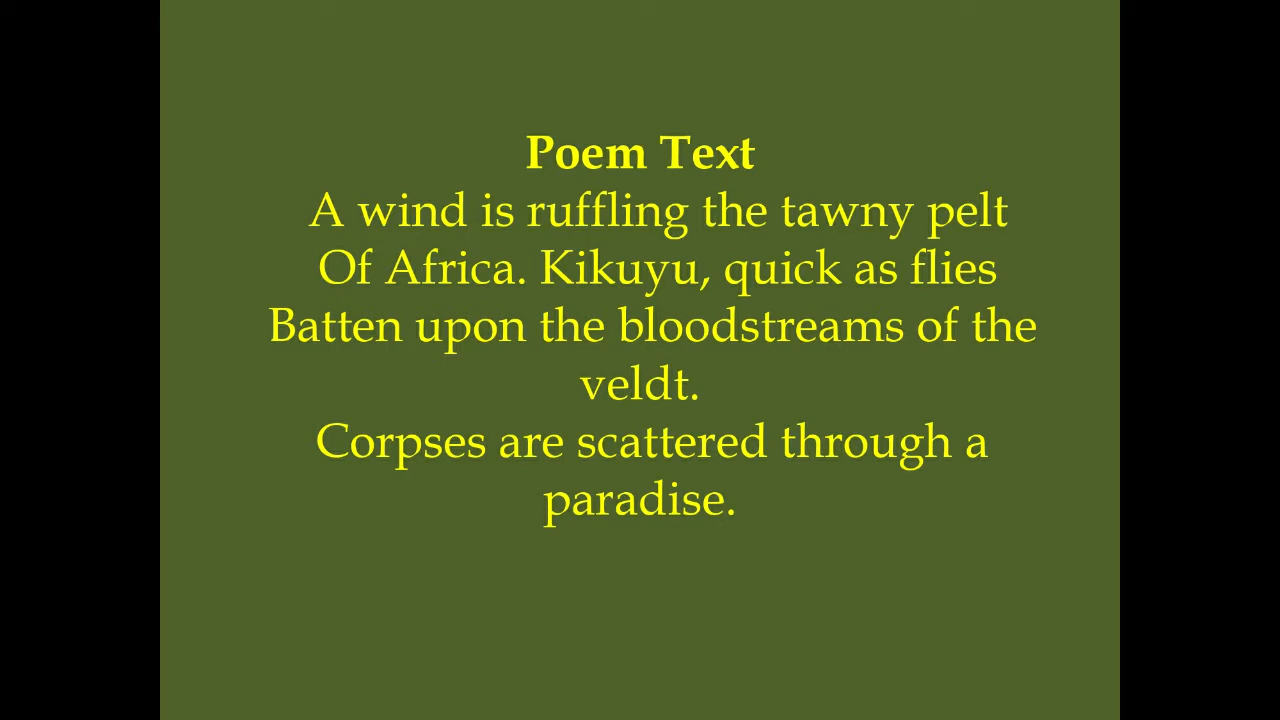 Poem Text
A wind is ruffling the tawny pelt
Of Africa. Kikuyu, quick as flies
Batten upon the bloodstreams of the
veldt.
Corpses are scattered through a
paradise.